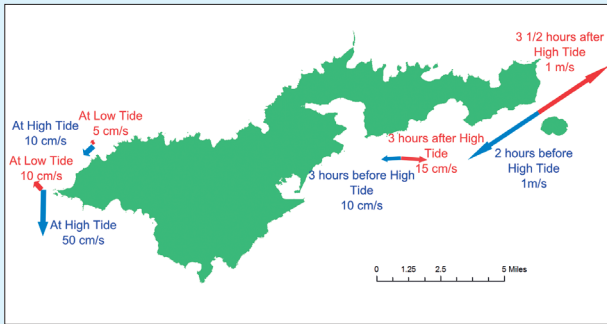 3 1/2 hours after
High Tide
1 m/s
At Low Tide
5 cm/s
At High Tide
10 cm/s
At Low Tide
10 cm/s
At High Tide
50 cm/s
3 hours after High
Tide
15 cm/s
3 hours before High
Tide
10 cm/s
2 hours before
High Tide
1m/s
0 1.25 2.5 5 Miles